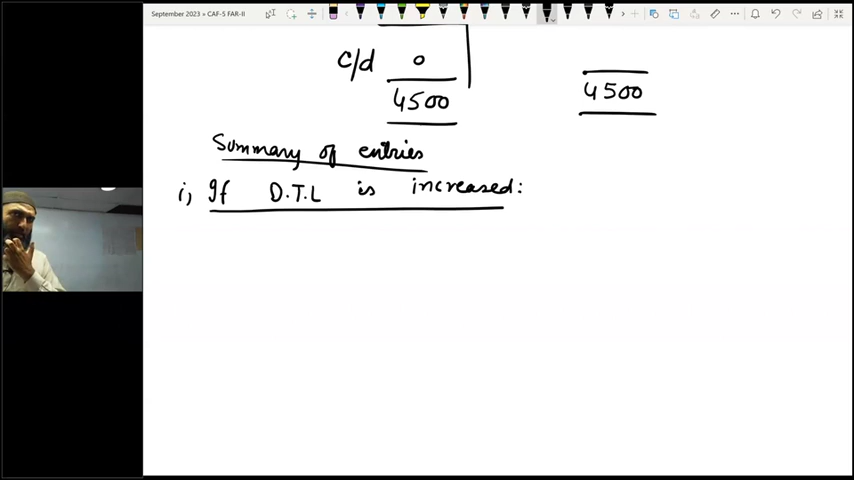 September 2023 » CAF-5 FAR-II
c/d 0
4500 4500
Summary of entries
i, If D.T.L is increased: